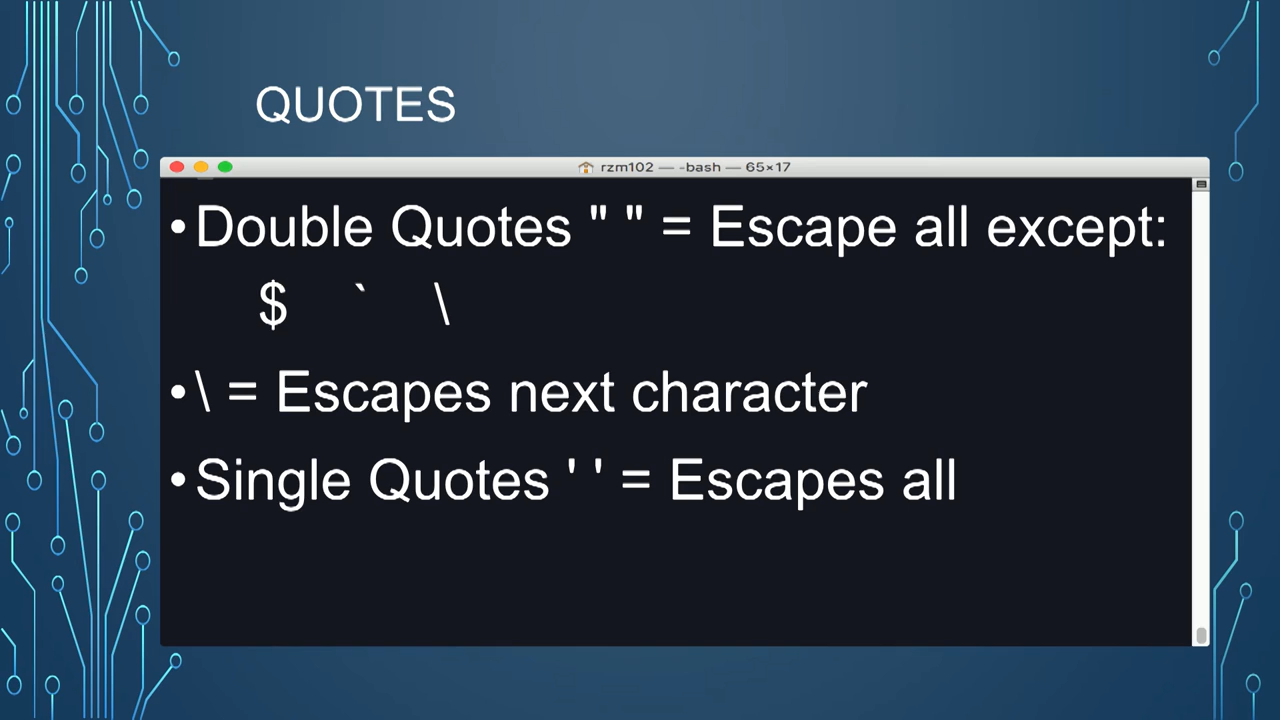 QUOTES
rzm102 — -bash — 65×17
•Double Quotes " " = Escape all except:
$ ` \
•\ = Escapes next character
•Single Quotes ' ' = Escapes all